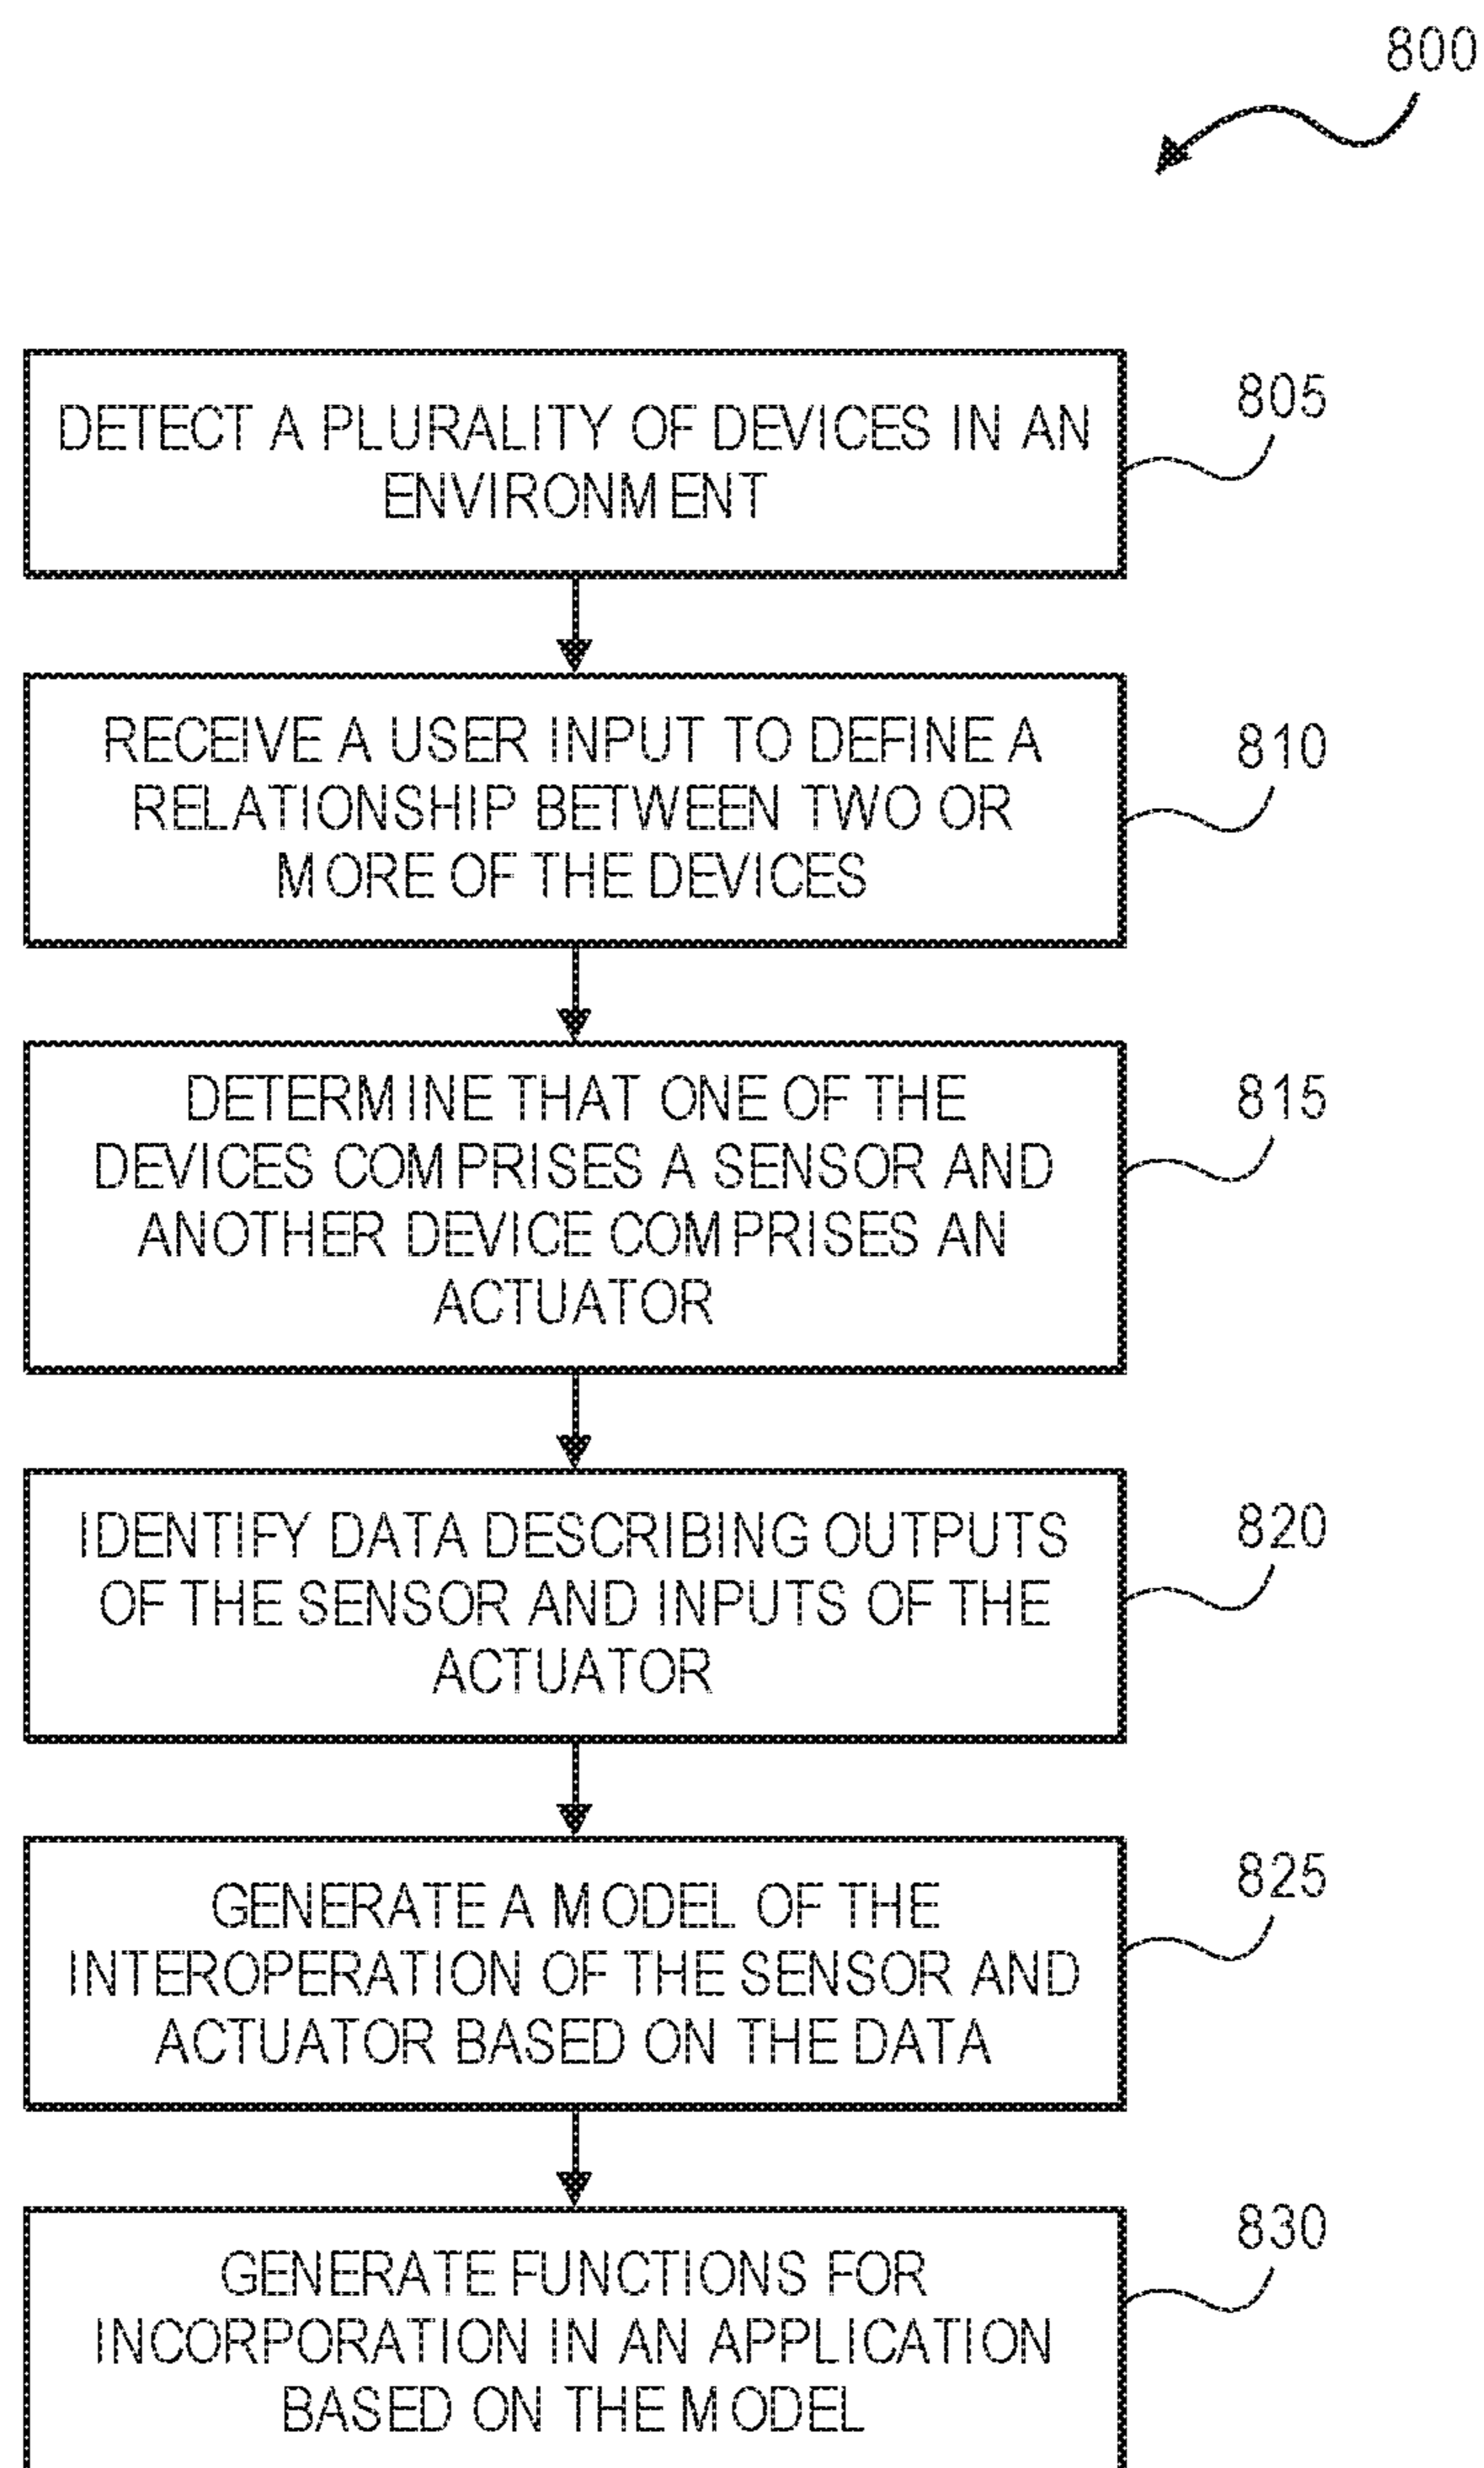 800
DETECT A PLURALITY OF DEVICES IN AN
ENVIRONMENT
805
RECEIVE A USER INPUT TO DEFINE A
RELATIONSHIP BETWEEN TWO OR
MORE OF THE DEVICES
810
DETERMINE THAT ONE OF THE
DEVICES COMPRISES A SENSOR AND
ANOTHER DEVICE COMPRISES AN
ACTUATOR
815
IDENTIFY DATA DESCRIBING OUTPUTS
OF THE SENSOR AND INPUTS OF THE
ACTUATOR
820
GENERATE A MODEL OF THE
INTEROPERATION OF THE SENSOR AND
ACTUATOR BASED ON THE DATA
825
GENERATE FUNCTIONS FOR
INCORPORATION IN AN APPLICATION
BASED ON THE MODEL
830